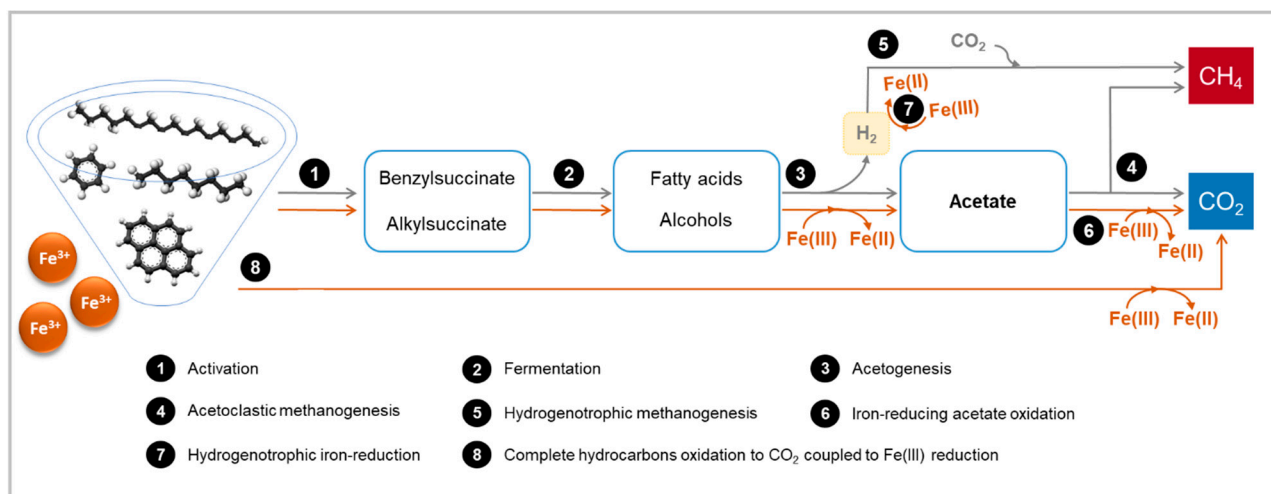 5
CO₂
CH₄
Fe(II)
7
Fe(III)
H₂
1
Benzylsuccinate
Alkylsuccinate
2
Fatty acids
Alcohols
3
Fe(III)
Fe(II)
Acetate
4
CO₂
6
Fe(III)
Fe(II)
Fe³⁺
Fe³⁺
Fe³⁺
8
Fe(III)
Fe(II)
1 Activation
2 Fermentation
3 Acetogenesis
4 Acetoclastic methanogenesis
5 Hydrogenotrophic methanogenesis
6 Iron-reducing acetate oxidation
7 Hydrogenotrophic iron-reduction
8 Complete hydrocarbons oxidation to CO₂ coupled to Fe(III) reduction